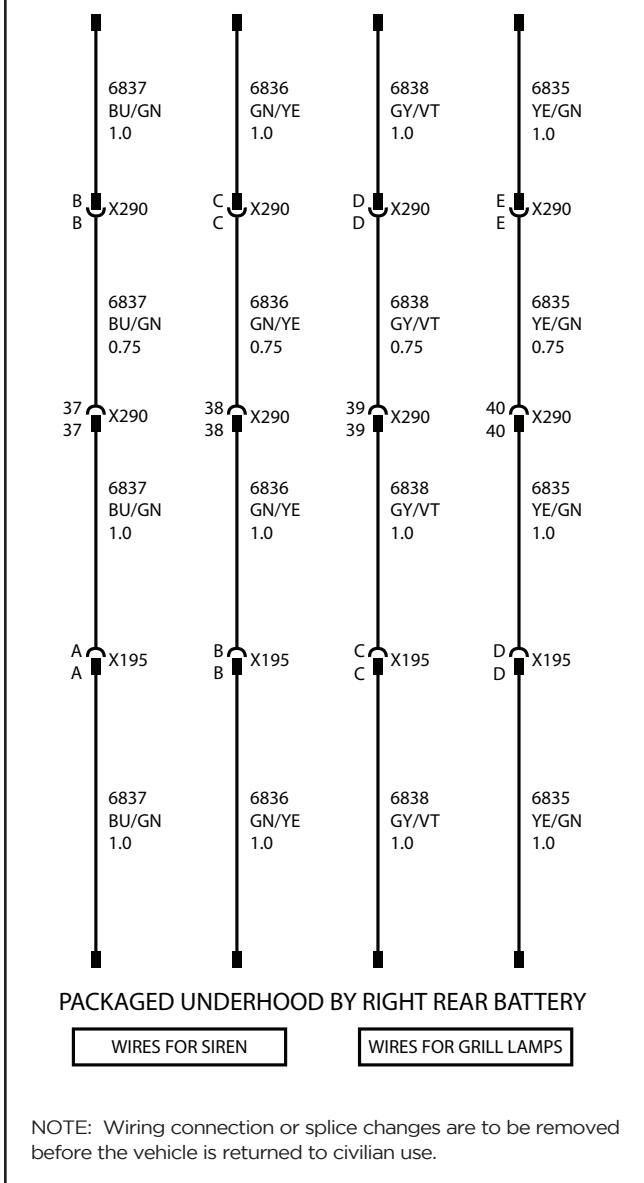 6837 6836 6838 6835
BU/GN GN/YE GY/VT YE/GN
1.0 1.0 1.0 1.0
B X290 C X290 D X290 E X290
B C D E
6837 6836 6838 6835
BU/GN GN/YE GY/VT YE/GN
0.75 0.75 0.75 0.75
37 X290 38 X290 39 X290 40 X290
37 38 39 40
6837 6836 6838 6835
BU/GN GN/YE GY/VT YE/GN
1.0 1.0 1.0 1.0
A X195 B X195 C X195 D X195
A B C D
6837 6836 6838 6835
BU/GN GN/YE GY/VT YE/GN
1.0 1.0 1.0 1.0
PACKAGED UNDERHOOD BY RIGHT REAR BATTERY
WIRES FOR SIREN WIRES FOR GRILL LAMPS
NOTE: Wiring connection or splice changes are to be removed
before the vehicle is returned to civilian use.